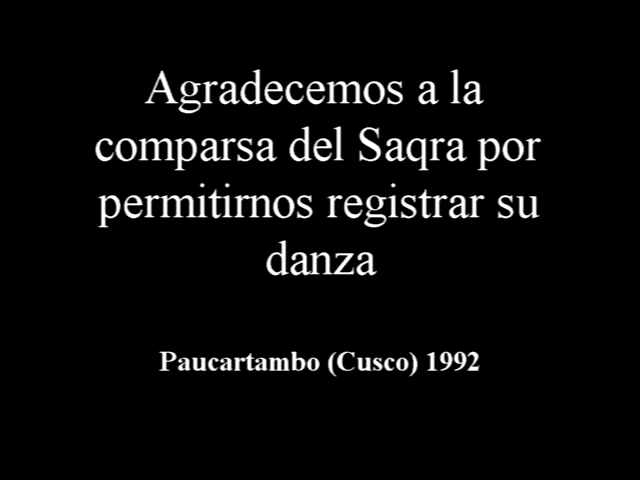 Agradecemos a la
comparsa del Saqra por
permitirnos registrar su
danza
Paucartambo (Cusco) 1992